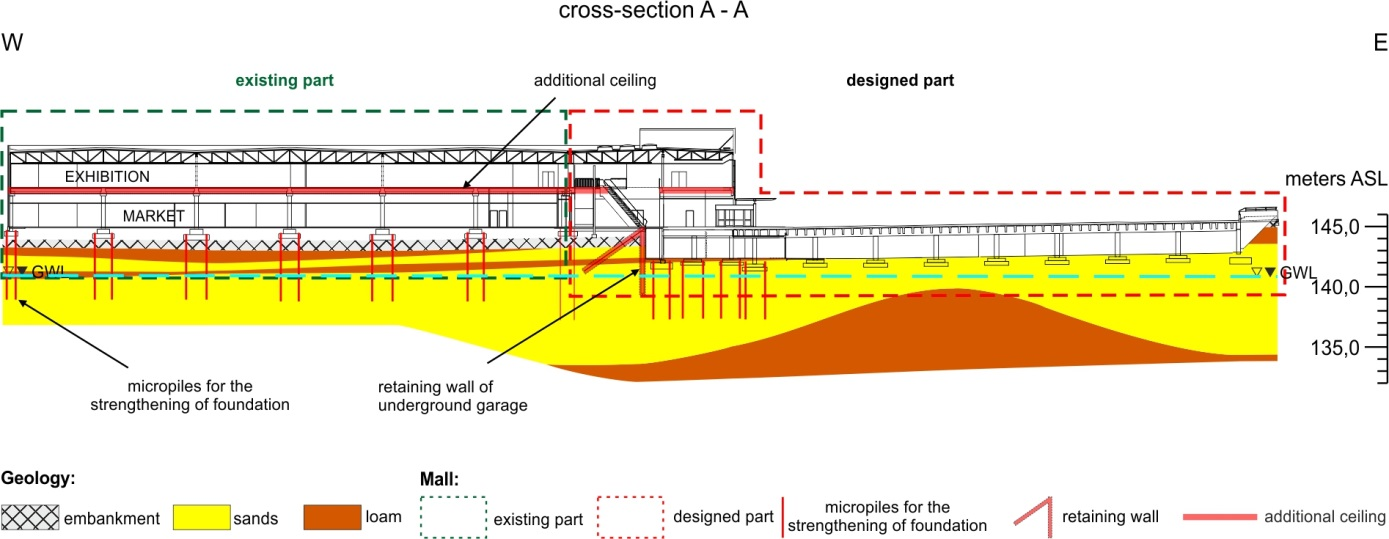 cross-section A - A
W
E
existing part
additional ceiling
designed part
EXHIBITION
MARKET
meters ASL
145,0
GWL
GWL
140,0
135,0
micropiles for the
strengthening of foundation
retaining wall of
underground garage
Geology:
embankment
sands
loam
Mall:
existing part
designed part
micropiles for the
strengthening of foundation
retaining wall
additional ceiling